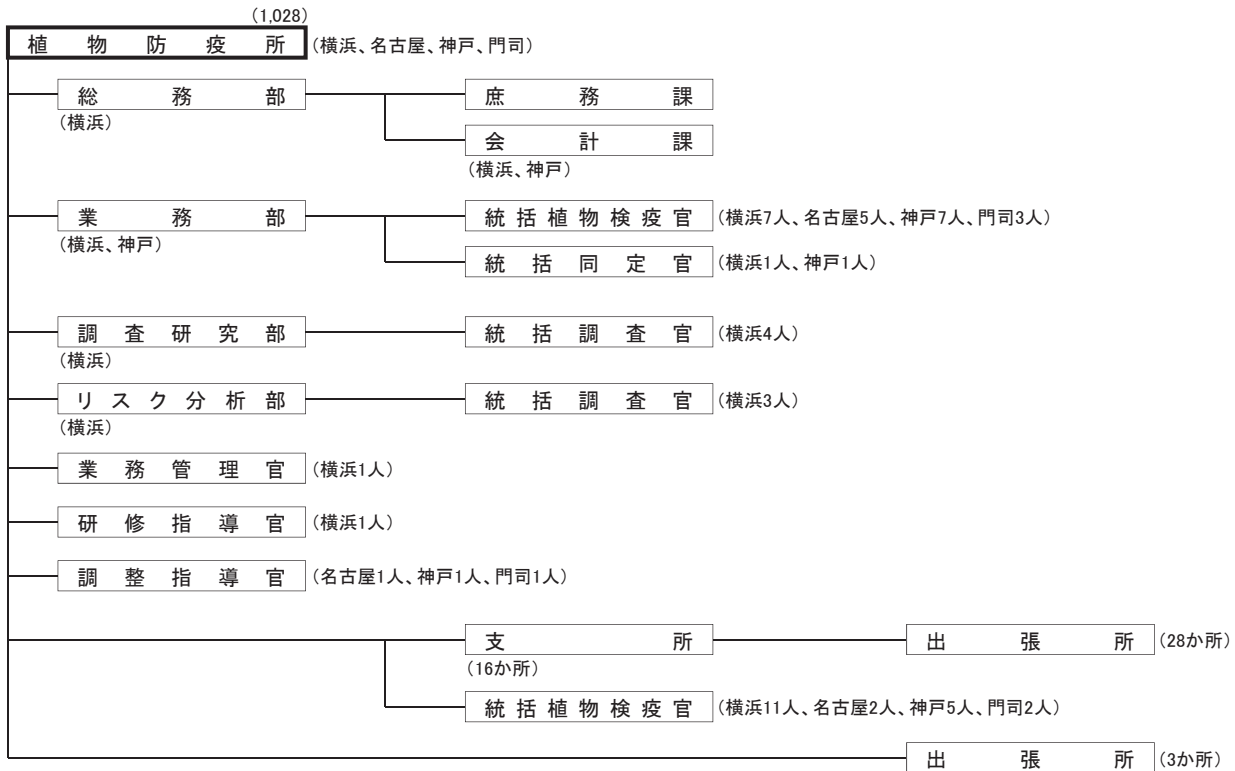 (1,028)
植物防疫所 (横浜、名古屋、神戸、門司)
総務部 庶務課
(横浜)
会計課
(横浜、神戸)
業務部 統括植物検疫官 (横浜7人、名古屋5人、神戸7人、門司3人)
(横浜、神戸)
統括同定官 (横浜1人、神戸1人)
調査研究部 統括調査官 (横浜4人)
(横浜)
リスク分析部 統括調査官 (横浜3人)
(横浜)
業務管理官 (横浜1人)
研修指導官 (横浜1人)
調整指導官 (名古屋1人、神戸1人、門司1人)
支所 出張所 (28か所)
(16か所)
統括植物検疫官 (横浜11人、名古屋2人、神戸5人、門司2人)
出張所 (3か所)